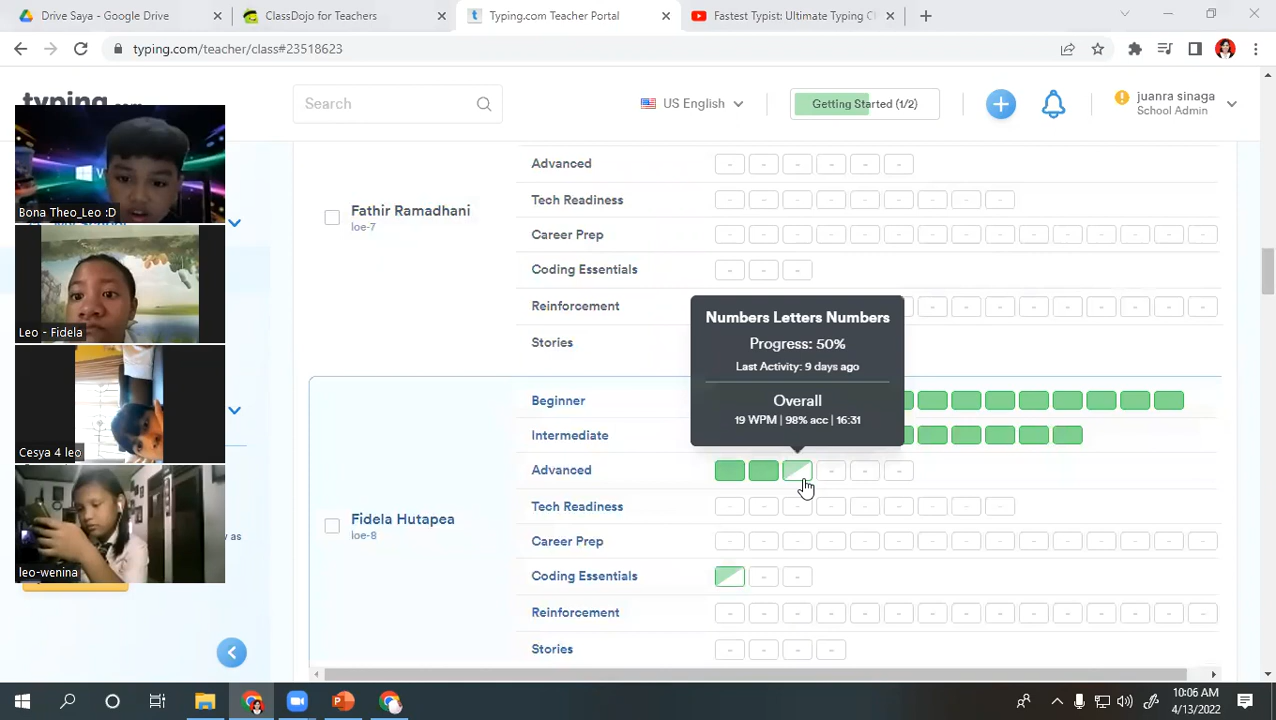 Drive Saya - Google Drive
ClassDojo for Teachers
Typing.com Teacher Portal
Fastest Typist: Ultimate Typing C
typing.com/teacher/class#23518623
typing.com
Search
US English
Getting Started (1/2)
juanra sinaga
School Admin
Bona Theo_Leo :D
Leo - Fidela
Cesya 4 leo
leo-wenina
w as
Advanced
Tech Readiness
Fathir Ramadhani
loe-7
Career Prep
Coding Essentials
Reinforcement
Stories
Numbers Letters Numbers
Progress: 50%
Last Activity: 9 days ago
Overall
19 WPM | 98% acc | 16:31
Beginner
Intermediate
Advanced
Tech Readiness
Fidela Hutapea
loe-8
Career Prep
Coding Essentials
Reinforcement
Stories
10:06 AM
4/13/2022